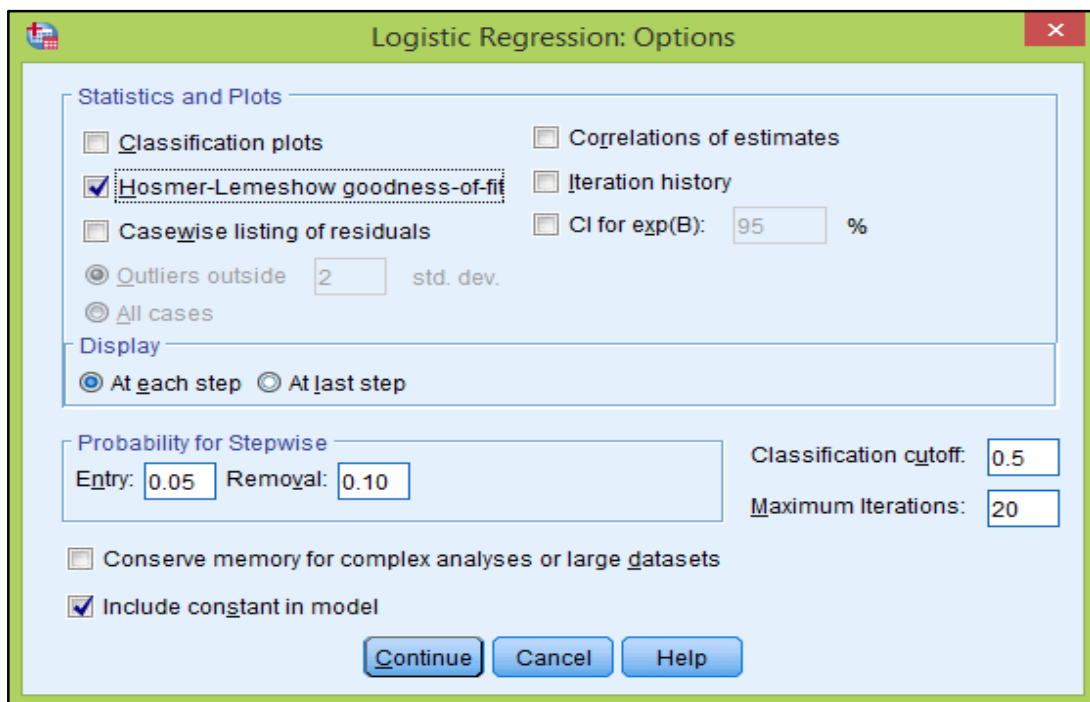 Logistic Regression: Options
Statistics and Plots
Classification plots
Correlations of estimates
Hosmer-Lemeshow goodness-of-fit
Iteration history
Casewise listing of residuals
CI for exp(B): 95 %
Outliers outside 2 std. dev.
All cases
Display
At each step At last step
Probability for Stepwise
Entry: 0.05 Removal: 0.10
Classification cutoff: 0.5
Maximum Iterations: 20
Conserve memory for complex analyses or large datasets
Include constant in model
Continue Cancel Help